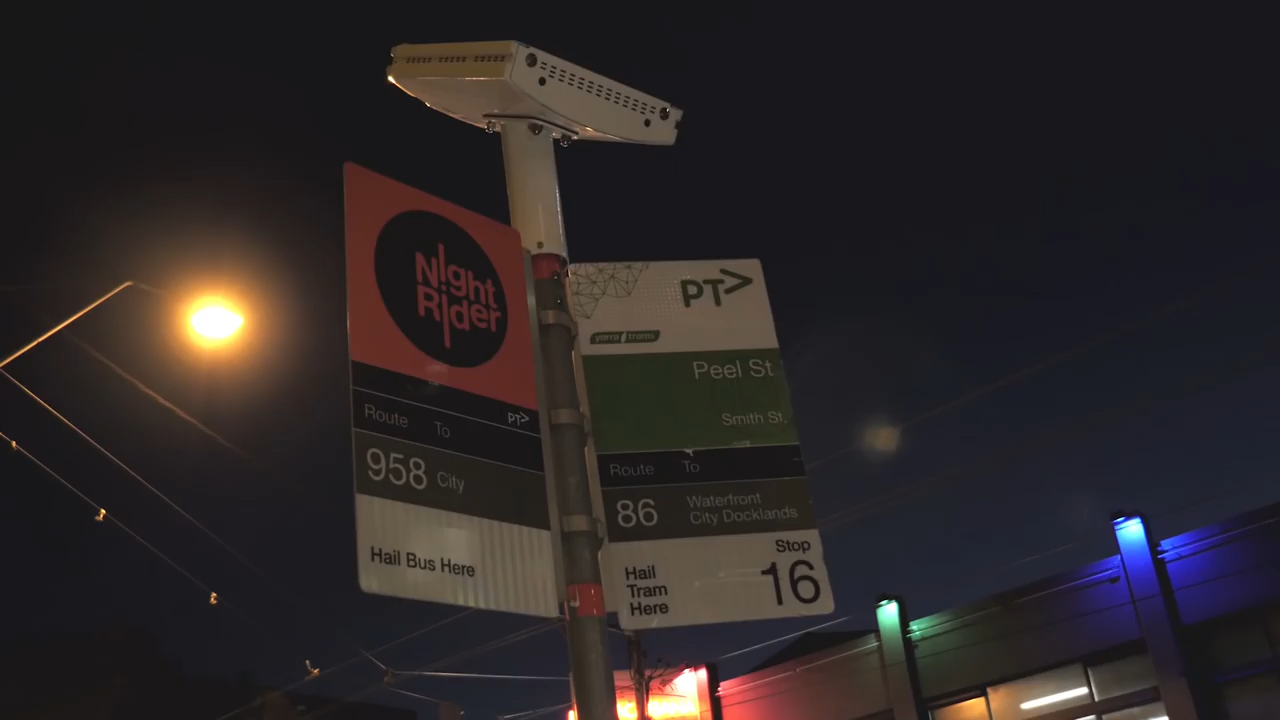 Night
Rider
Route To PT>
958 City
Hail Bus Here
PT>
yarra trams
Peel St
Smith St.
Route To
86 Waterfront
City Docklands
Stop
16
Hail
Tram
Here